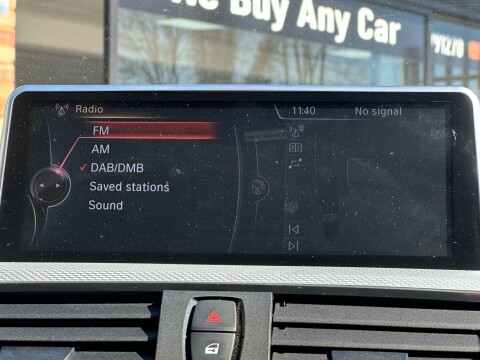 We Buy Any Car
Radio
11:40
No signal
FM
AM
DAB/DMB
Saved stations
Sound